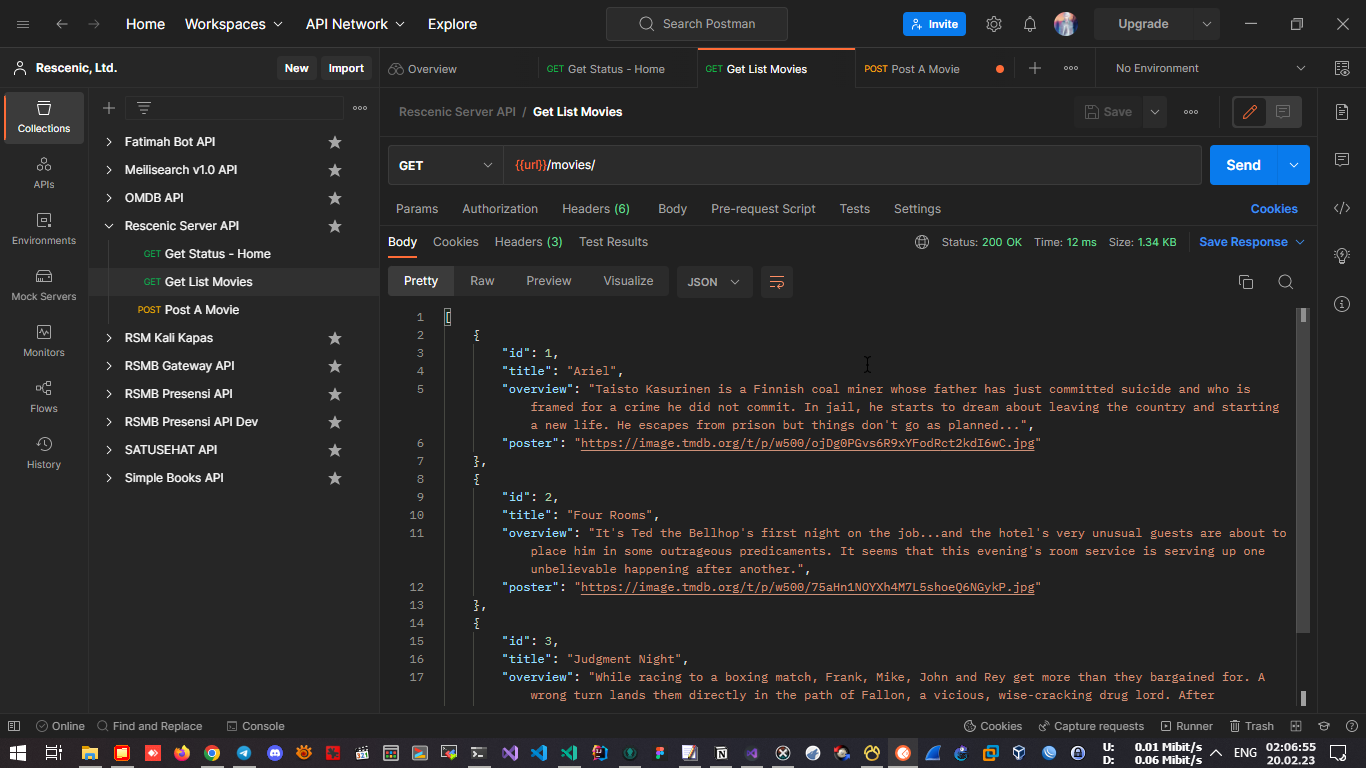 Home Workspaces API Network Explore Search Postman Invite Upgrade
Rescenic, Ltd. New Import Overview GET Get Status - Home GET Get List Movies POST Post A Movie No Environment
Collections
APIs
Environments
Mock Servers
Monitors
Flows
History
Fatimah Bot API
Meilisearch v1.0 API
OMDB API
Rescenic Server API
GET Get Status - Home
GET Get List Movies
POST Post A Movie
RSM Kali Kapas
RSMB Gateway API
RSMB Presensi API
RSMB Presensi API Dev
SATUSEHAT API
Simple Books API
Rescenic Server API / Get List Movies Save
GET {{url}}/movies/ Send
Params Authorization Headers (6) Body Pre-request Script Tests Settings Cookies
Body Cookies Headers (3) Test Results Status: 200 OK Time: 12 ms Size: 1.34 KB Save Response
Pretty Raw Preview Visualize JSON
1 [
2 {
3 "id": 1,
4 "title": "Ariel",
5 "overview": "Taisto Kasurinen is a Finnish coal miner whose father has just committed suicide and who is
framed for a crime he did not commit. In jail, he starts to dream about leaving the country and starting
a new life. He escapes from prison but things don't go as planned...",
6 "poster": "https://image.tmdb.org/t/p/w500/ojDg0PGvs6R9xYFodRct2kdI6wC.jpg"
7 },
8 {
9 "id": 2,
10 "title": "Four Rooms",
11 "overview": "It's Ted the Bellhop's first night on the job...and the hotel's very unusual guests are about to
place him in some outrageous predicaments. It seems that this evening's room service is serving up one
unbelievable happening after another.",
12 "poster": "https://image.tmdb.org/t/p/w500/75aHn1NOYXh4M7L5shoeQ6NGykP.jpg"
13 },
14 {
15 "id": 3,
16 "title": "Judgment Night",
17 "overview": "While racing to a boxing match, Frank, Mike, John and Rey get more than they bargained for. A
wrong turn lands them directly in the path of Fallon, a vicious, wise-cracking drug lord. After
Online Find and Replace Console Cookies Capture requests Runner Trash
U: 0.01 Mibit/s
D: 0.06 Mibit/s
ENG
02:06:55
20.02.23